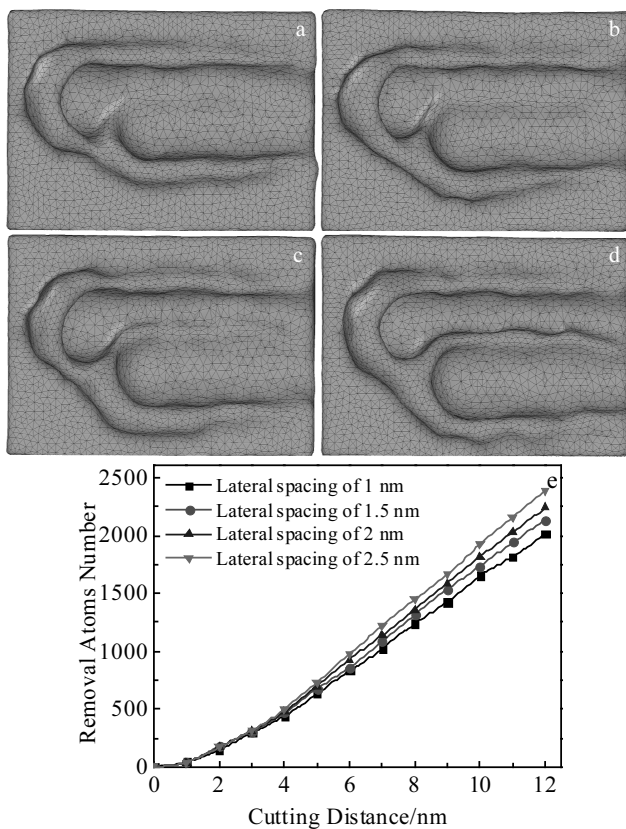 a
b
c
d
2500
2000
1500
1000
500
0
Removal Atoms Number
Lateral spacing of 1 nm
Lateral spacing of 1.5 nm
Lateral spacing of 2 nm
Lateral spacing of 2.5 nm
e
0 2 4 6 8 10 12
Cutting Distance/nm